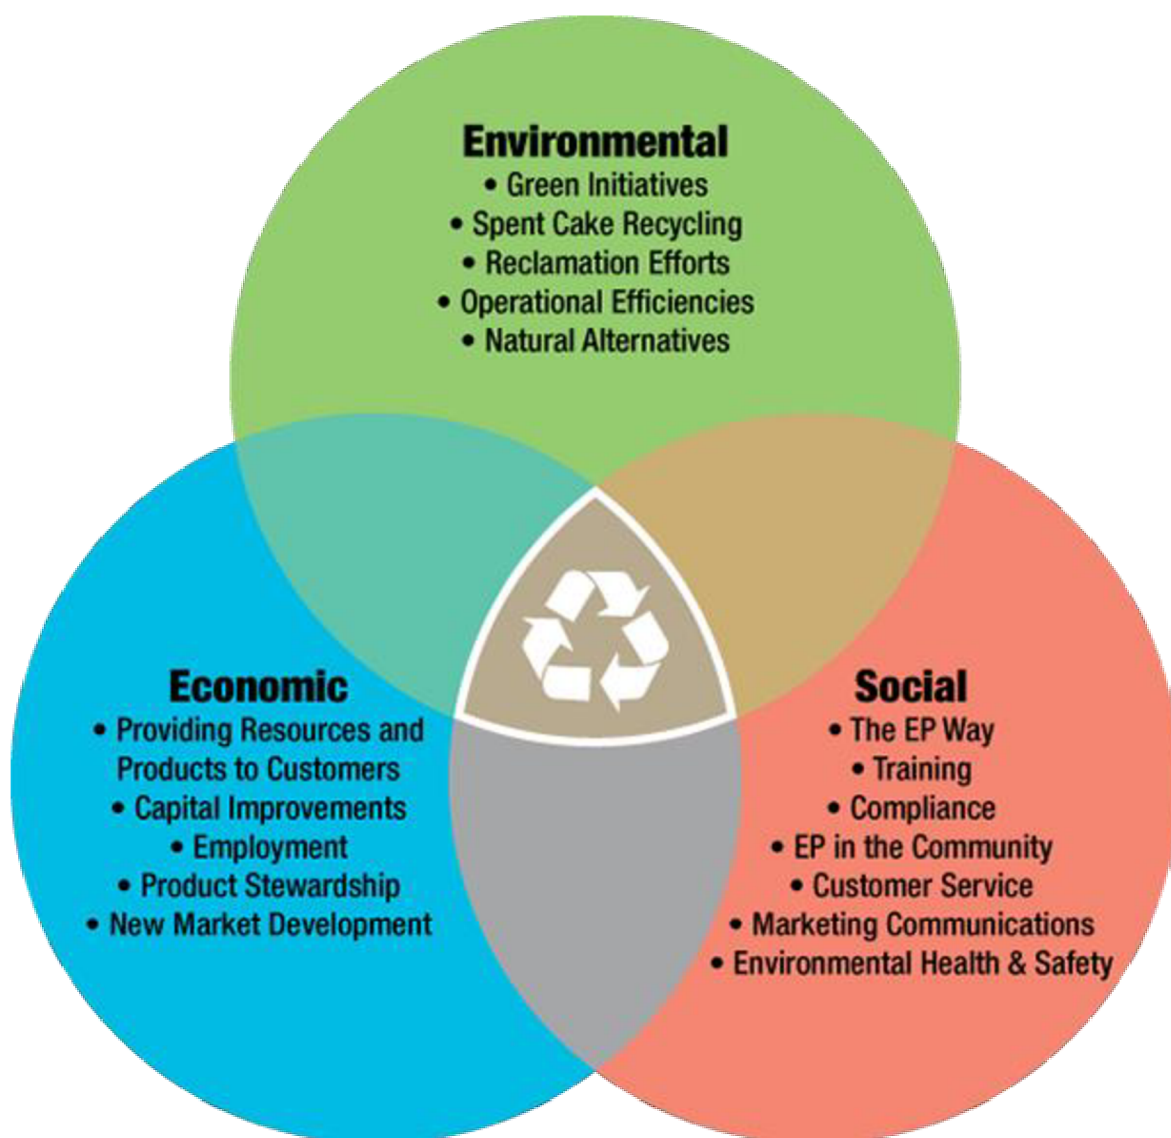 Environmental
• Green Initiatives
• Spent Cake Recycling
• Reclamation Efforts
• Operational Efficiencies
• Natural Alternatives
Economic
• Providing Resources and
Products to Customers
• Capital Improvements
• Employment
• Product Stewardship
• New Market Development
Social
• The EP Way
• Training
• Compliance
• EP in the Community
• Customer Service
• Marketing Communications
• Environmental Health & Safety